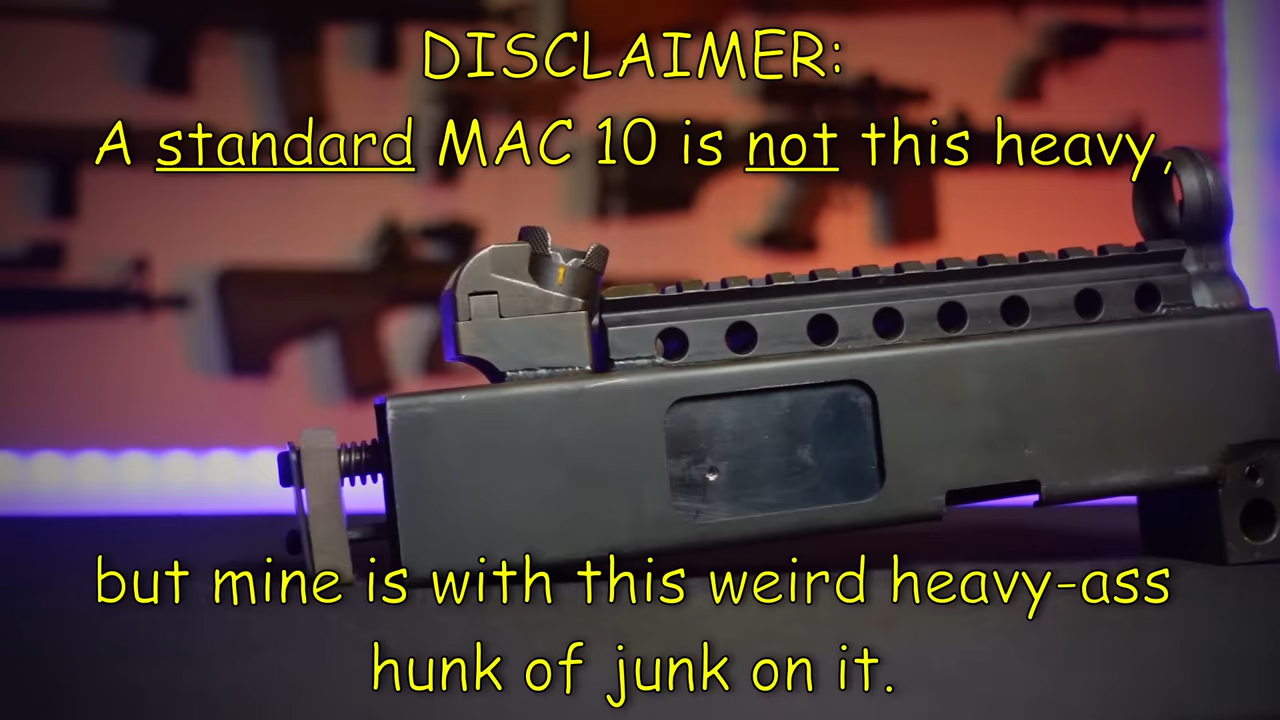 DISCLAIMER:
A standard MAC 10 is not this heavy,
1
but mine is with this weird heavy-ass
hunk of junk on it.